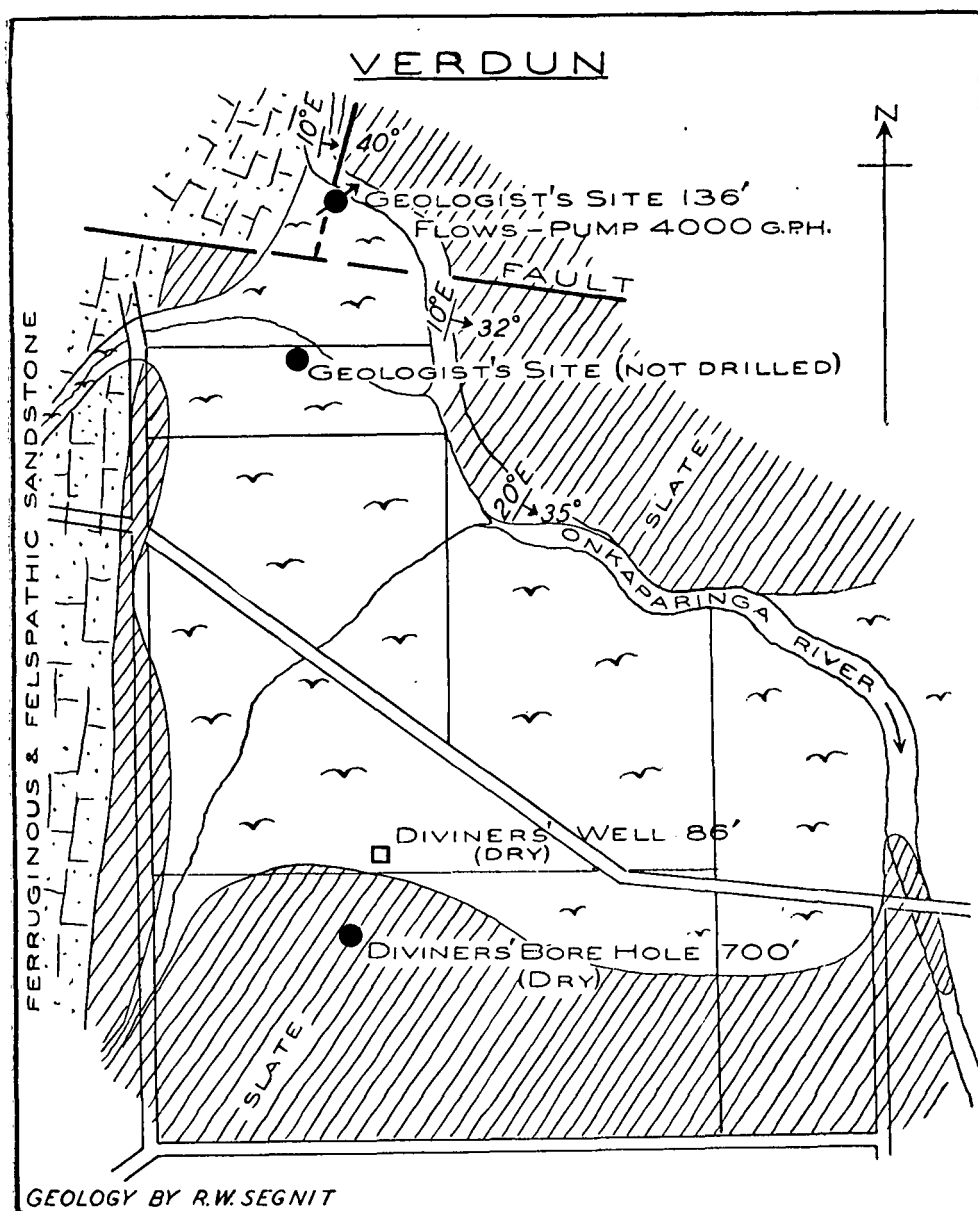 VERDUN
N
10°E
40°
GEOLOGIST'S SITE 136'
FLOWS - PUMP 4000 G.P.H.
FAULT
10°E
32°
GEOLOGIST'S SITE (NOT DRILLED)
FERRUGINOUS & FELSPATHIC SANDSTONE
SLATE
20°E
35°
ONKAPARINGA RIVER
DIVINERS' WELL 86'
(DRY)
DIVINERS' BORE HOLE 700'
(DRY)
SLATE
GEOLOGY BY R.W. SEGNIT